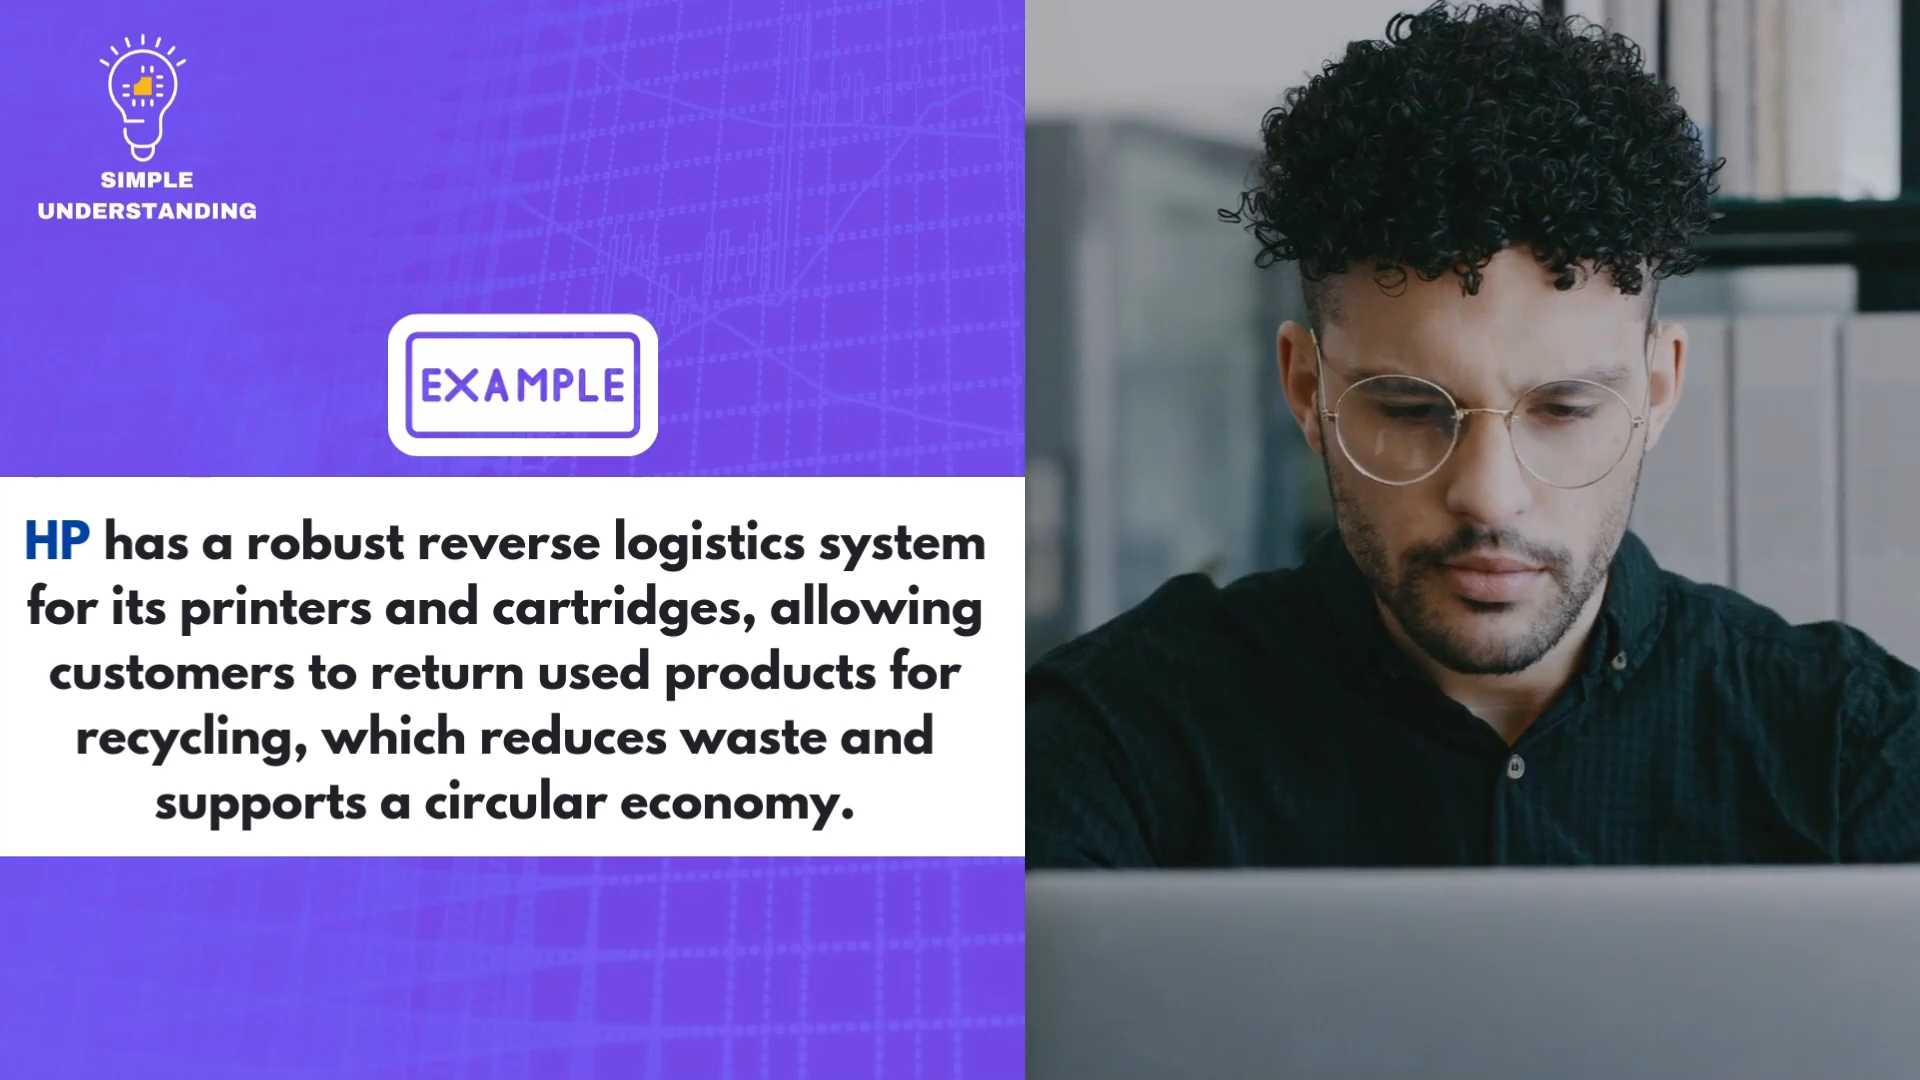 SIMPLE
UNDERSTANDING
EXAMPLE
HP has a robust reverse logistics system
for its printers and cartridges, allowing
customers to return used products for
recycling, which reduces waste and
supports a circular economy.